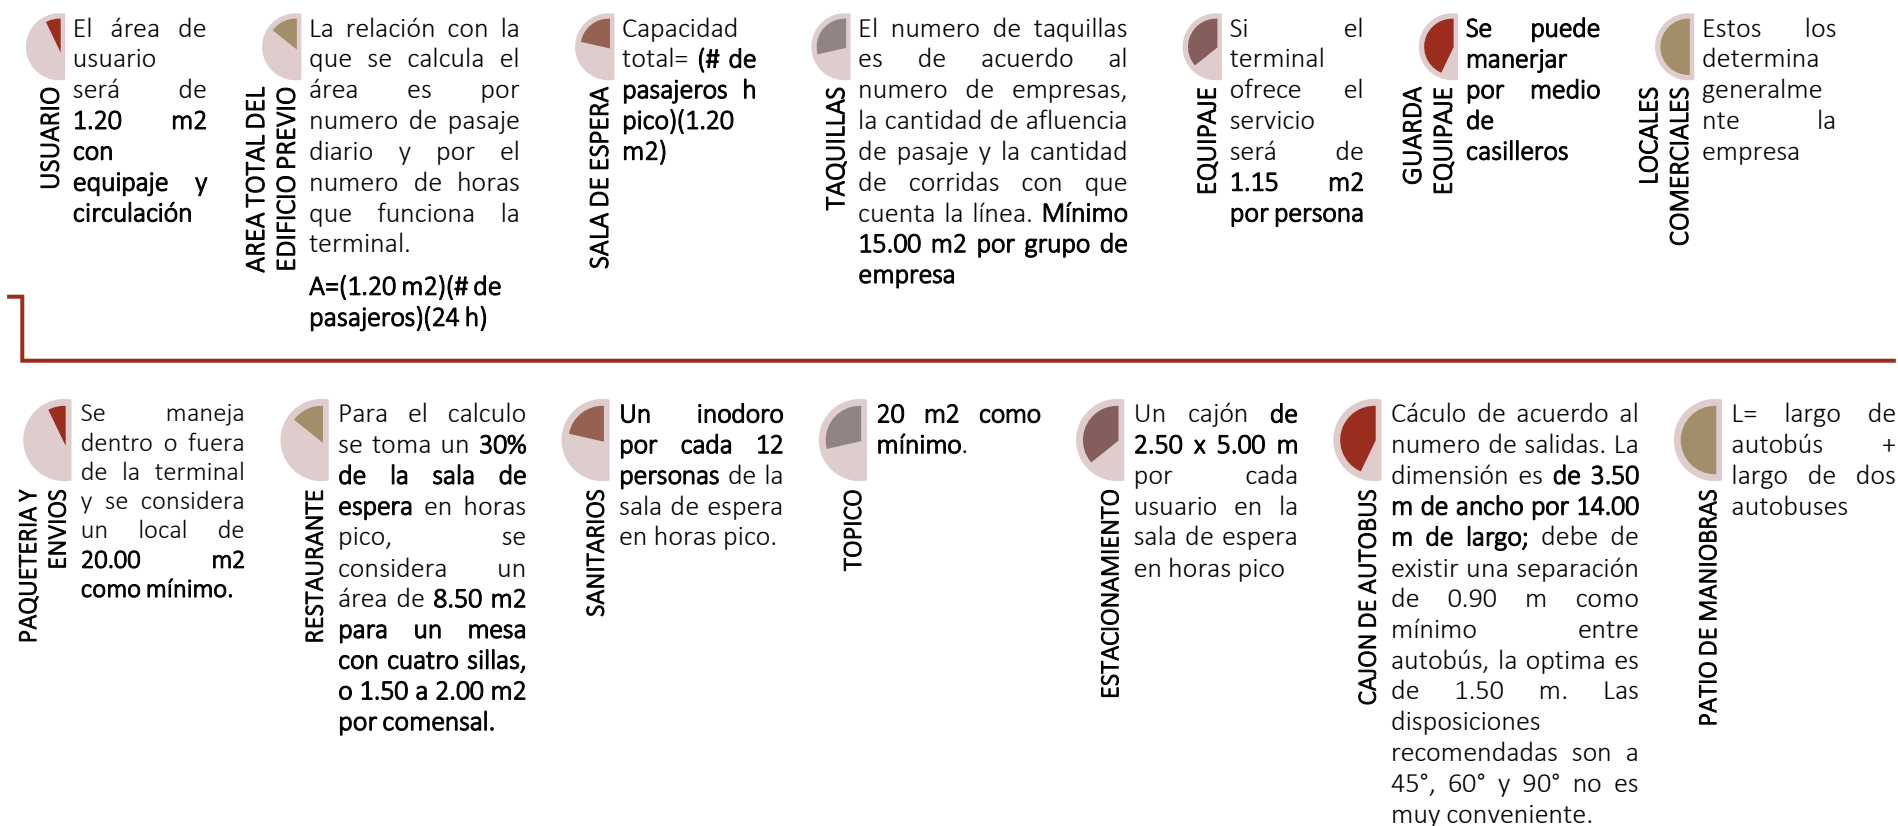 USUARIO
El área de
usuario
será de
1.20 m2
con
equipaje y
circulación
AREA TOTAL DEL
EDIFICIO PREVIO
La relación con la
que se calcula el
área es por
numero de pasaje
diario y por el
numero de horas
que funciona la
terminal.
A=(1.20 m2)(# de
pasajeros)(24 h)
SALA DE ESPERA
Capacidad
total= (# de
pasajeros h
pico)(1.20
m2)
TAQUILLAS
El numero de taquillas
es de acuerdo al
numero de empresas,
la cantidad de afluencia
de pasaje y la cantidad
de corridas con que
cuenta la línea. Mínimo
15.00 m2 por grupo de
empresa
EQUIPAJE
Si el
terminal
ofrece el
servicio
será de
1.15 m2
por persona
GUARDA
EQUIPAJE
Se puede
manerjar
por medio
de
casilleros
LOCALES
COMERCIALES
Estos los
determina
generalme
nte la
empresa
PAQUETERIA Y
ENVIOS
Se maneja
dentro o fuera
de la terminal
y se considera
un local de
20.00 m2
como mínimo.
RESTAURANTE
Para el calculo
se toma un 30%
de la sala de
espera en horas
pico, se
considera un
área de 8.50 m2
para un mesa
con cuatro sillas,
o 1.50 a 2.00 m2
por comensal.
SANITARIOS
Un inodoro
por cada 12
personas de la
sala de espera
en horas pico.
TOPICO
20 m2 como
mínimo.
ESTACIONAMIENTO
Un cajón de
2.50 x 5.00 m
por cada
usuario en la
sala de espera
en horas pico
CAJON DE AUTOBUS
Cáculo de acuerdo al
numero de salidas. La
dimensión es de 3.50
m de ancho por 14.00
m de largo; debe de
existir una separación
de 0.90 m como
mínimo entre
autobús, la optima es
de 1.50 m. Las
disposiciones
recomendadas son a
45°, 60° y 90° no es
muy conveniente.
PATIO DE MANIOBRAS
L= largo de
autobús +
largo de dos
autobuses